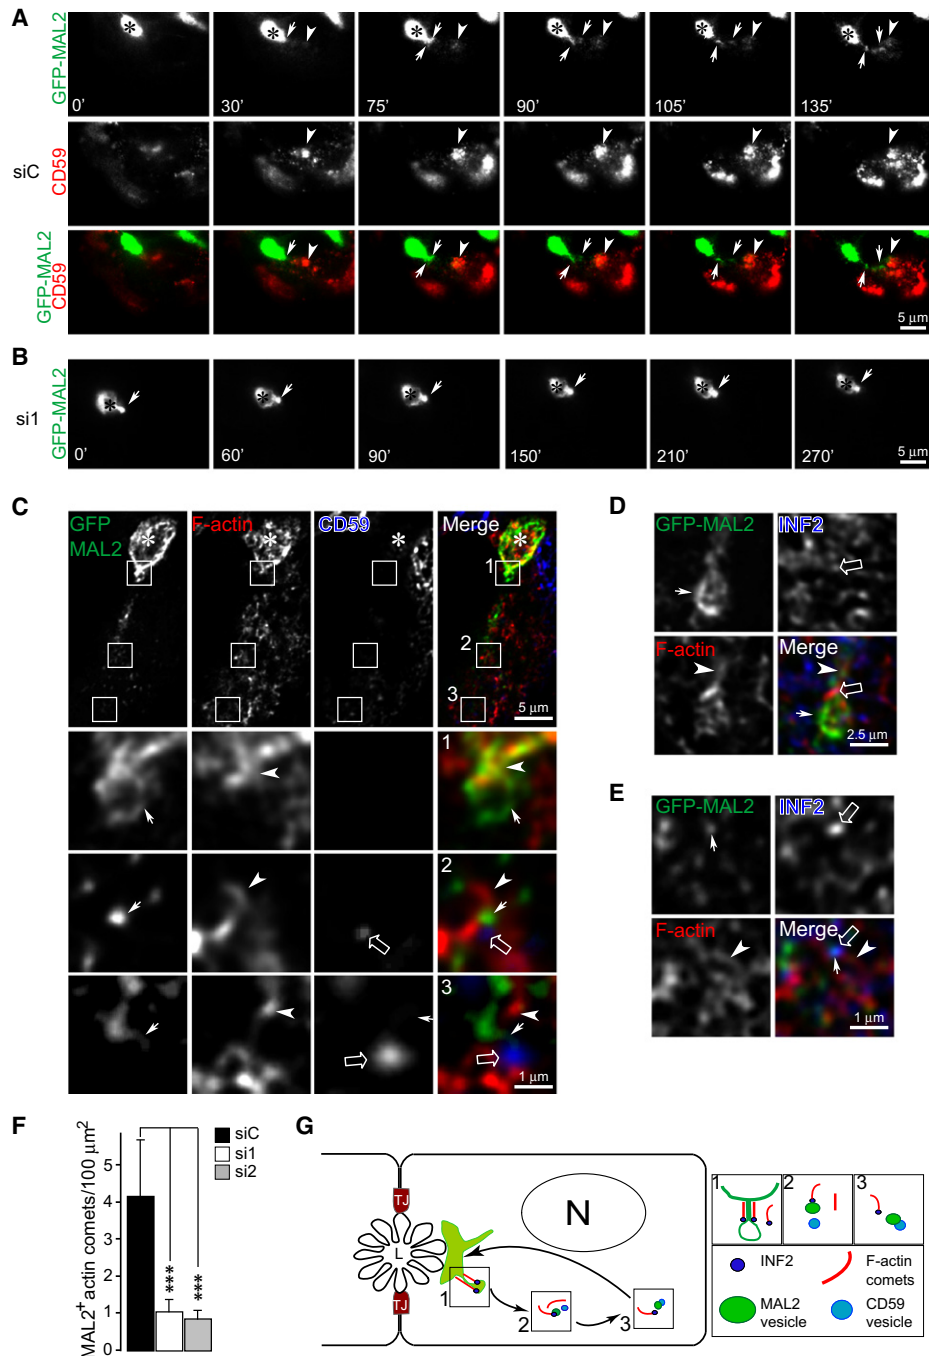 A
GFP-MAL2
0'
30'
75'
90'
105'
135'
siC
CD59
GFP-MAL2
CD59
5 µm
B
si1
GFP-MAL2
*
*
*
*
*
*
0'
60'
90'
150'
210'
270'
5 µm
C
GFP
MAL2
F-actin
CD59
Merge
*
*
*
*
1
2
3
5 µm
1
2
3
1 µm
D
GFP-MAL2
INF2
F-actin
Merge
2.5 µm
E
GFP-MAL2
INF2
F-actin
Merge
1 µm
F
MAL2+ actin comets/100 µm2
5
4
3
2
1
0
***
***
siC
si1
si2
G
TJ
L
TJ
N
1
2
3
1
2
3
INF2
F-actin
comets
MAL2
vesicle
CD59
vesicle